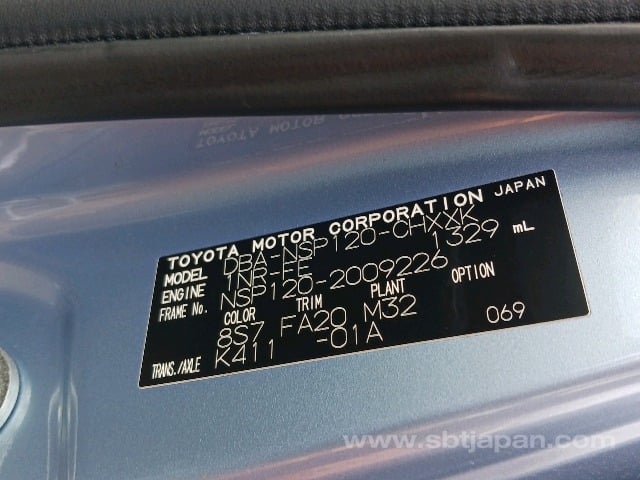 TOYOTA MOTOR CORPORATION JAPAN
MODEL DBA-NSP120-CHXXK
ENGINE 1NR-FE 1329 mL
FRAME No. NSP120-2009226
COLOR TRIM PLANT OPTION
8S7 FA20 M32
TRANS./AXLE K411 -01A 069
www.sbtjapan.com